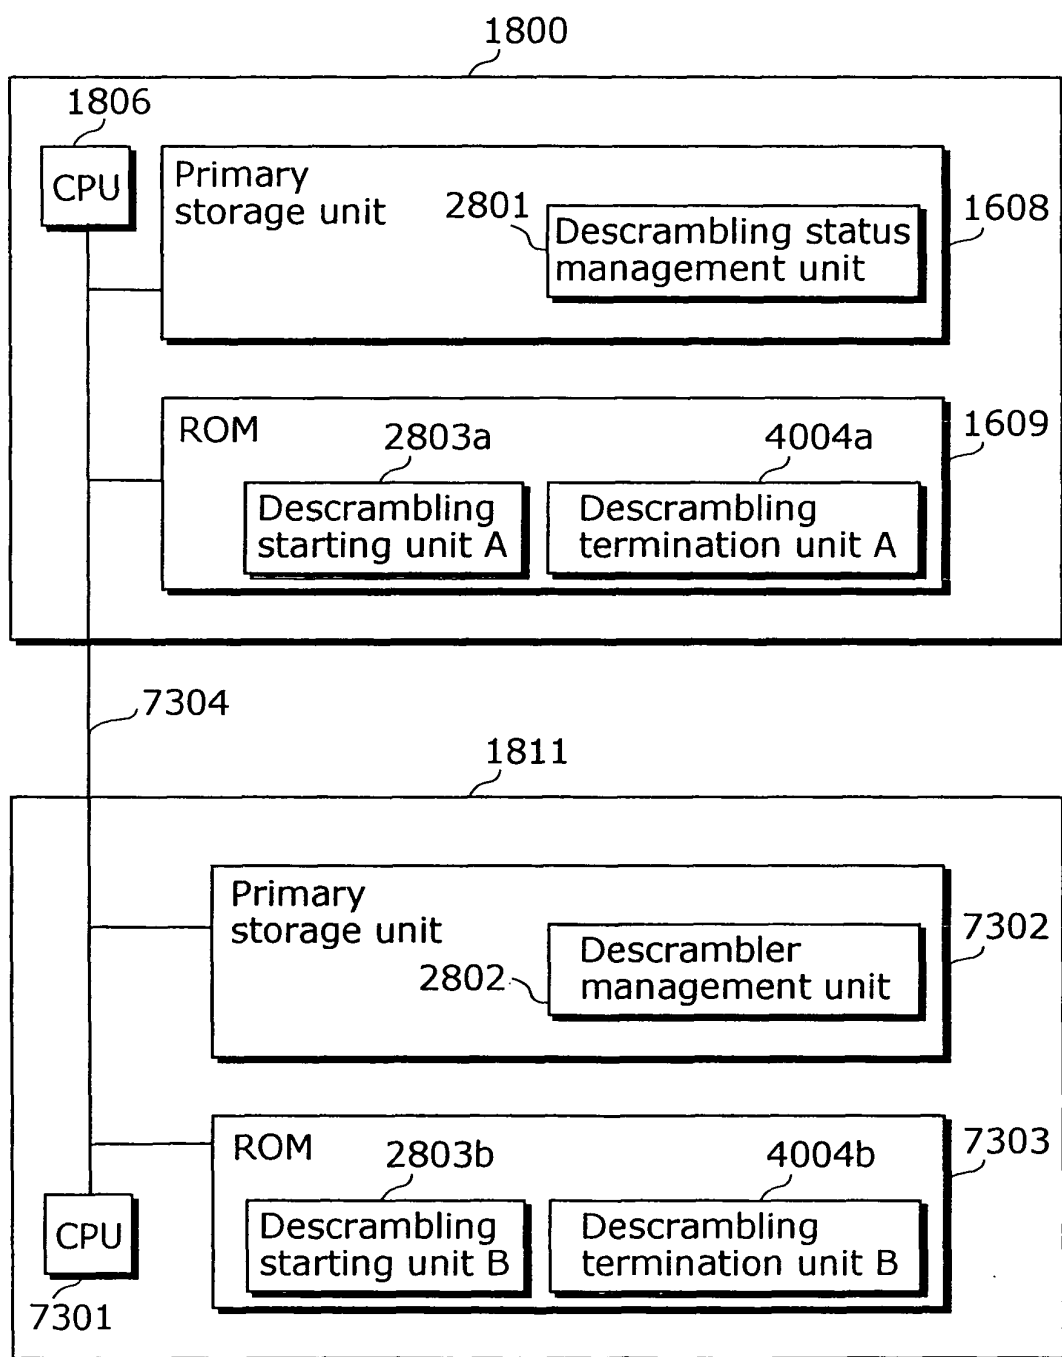 1800
1806
CPU
Primary
storage unit
2801
Descrambling status
management unit
1608
ROM
2803a
4004a
1609
Descrambling
starting unit A
Descrambling
termination unit A
7304
1811
Primary
storage unit
2802
Descrambler
management unit
7302
ROM
2803b
4004b
7303
Descrambling
starting unit B
Descrambling
termination unit B
CPU
7301